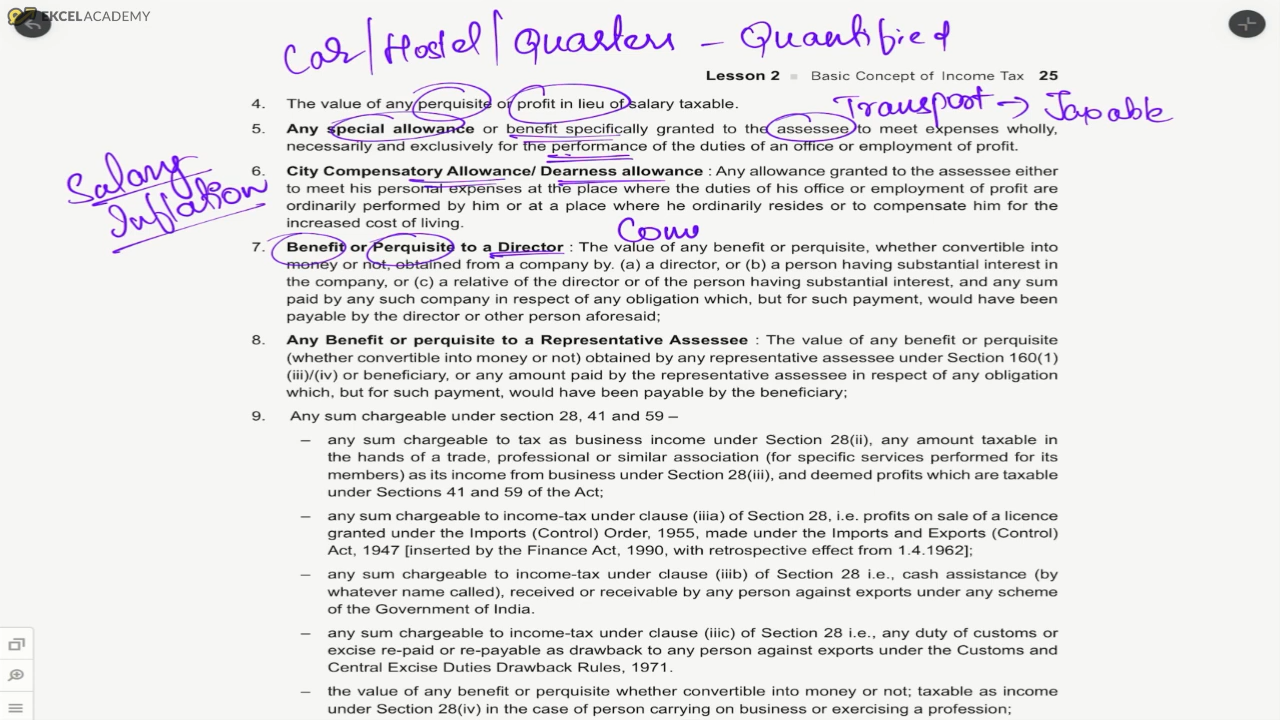 EKCEL ACADEMY
Car/Hostel/Quarters - Quantified
Lesson 2 ■ Basic Concept of Income Tax 25
4. The value of any perquisite or profit in lieu of salary taxable.
Transport → Taxable
5. Any special allowance or benefit specifically granted to the assessee to meet expenses wholly,
necessarily and exclusively for the performance of the duties of an office or employment of profit.
Salary
Inflation
6. City Compensatory Allowance/ Dearness allowance : Any allowance granted to the assessee either
to meet his personal expenses at the place where the duties of his office or employment of profit are
ordinarily performed by him or at a place where he ordinarily resides or to compensate him for the
increased cost of living.
Com
7. Benefit or Perquisite to a Director : The value of any benefit or perquisite, whether convertible into
money or not, obtained from a company by. (a) a director, or (b) a person having substantial interest in
the company, or (c) a relative of the director or of the person having substantial interest, and any sum
paid by any such company in respect of any obligation which, but for such payment, would have been
payable by the director or other person aforesaid;
8. Any Benefit or perquisite to a Representative Assessee : The value of any benefit or perquisite
(whether convertible into money or not) obtained by any representative assessee under Section 160(1)
(iii)/(iv) or beneficiary, or any amount paid by the representative assessee in respect of any obligation
which, but for such payment, would have been payable by the beneficiary;
9. Any sum chargeable under section 28, 41 and 59 –
– any sum chargeable to tax as business income under Section 28(ii), any amount taxable in
the hands of a trade, professional or similar association (for specific services performed for its
members) as its income from business under Section 28(iii), and deemed profits which are taxable
under Sections 41 and 59 of the Act;
– any sum chargeable to income-tax under clause (iiia) of Section 28, i.e. profits on sale of a licence
granted under the Imports (Control) Order, 1955, made under the Imports and Exports (Control)
Act, 1947 [inserted by the Finance Act, 1990, with retrospective effect from 1.4.1962];
– any sum chargeable to income-tax under clause (iiib) of Section 28 i.e., cash assistance (by
whatever name called), received or receivable by any person against exports under any scheme
of the Government of India.
– any sum chargeable to income-tax under clause (iiic) of Section 28 i.e., any duty of customs or
excise re-paid or re-payable as drawback to any person against exports under the Customs and
Central Excise Duties Drawback Rules, 1971.
– the value of any benefit or perquisite whether convertible into money or not; taxable as income
under Section 28(iv) in the case of person carrying on business or exercising a profession;